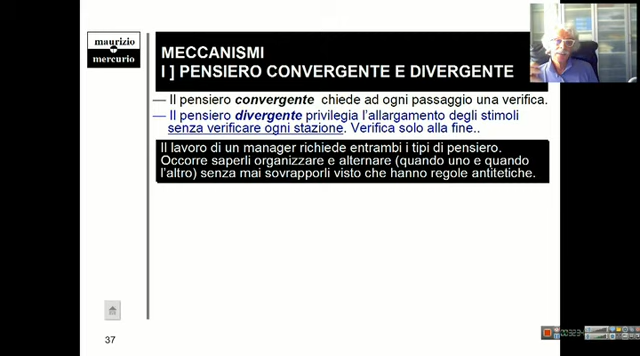 maurizio
mercurio
MECCANISMI
I ] PENSIERO CONVERGENTE E DIVERGENTE
— Il pensiero convergente chiede ad ogni passaggio una verifica.
— Il pensiero divergente privilegia l'allargamento degli stimoli
senza verificare ogni stazione. Verifica solo alla fine..
Il lavoro di un manager richiede entrambi i tipi di pensiero.
Occorre saperli organizzare e alternare (quando uno e quando
l'altro) senza mai sovrapporli visto che hanno regole antitetiche.
37